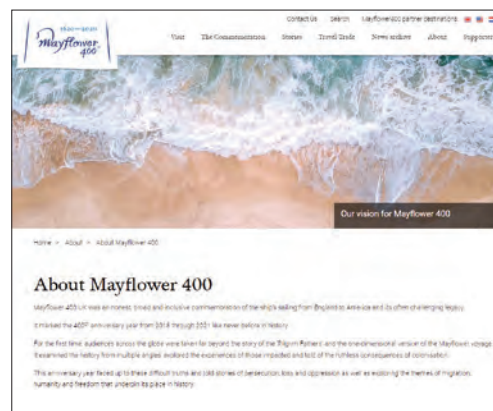 Contact Us Search Mayflower 400 partner destinations
1620—2020
Mayflower
400
Visit The Commemoration Stories Travel Trade News archive About Supporters
Our vision for Mayflower 400
Home > About > About Mayflower 400
About Mayflower 400
Mayflower 400 UK was an honest, broad and inclusive commemoration of the ship's sailing from England to America and its often challenging legacy.
It marked the 400th anniversary year from 2018 through 2021 like never before in history.
For the first time, audiences across the globe were taken far beyond the story of the 'Pilgrim Fathers' and the one-dimensional version of the Mayflower voyage.
It examined the history from multiple angles, explored the experiences of those impacted and told of the ruthless consequences of colonisation.
This anniversary year faced up to these difficult truths and told stories of persecution, loss and oppression as well as exploring the themes of migration,
humanity and freedom that underpin its place in history.